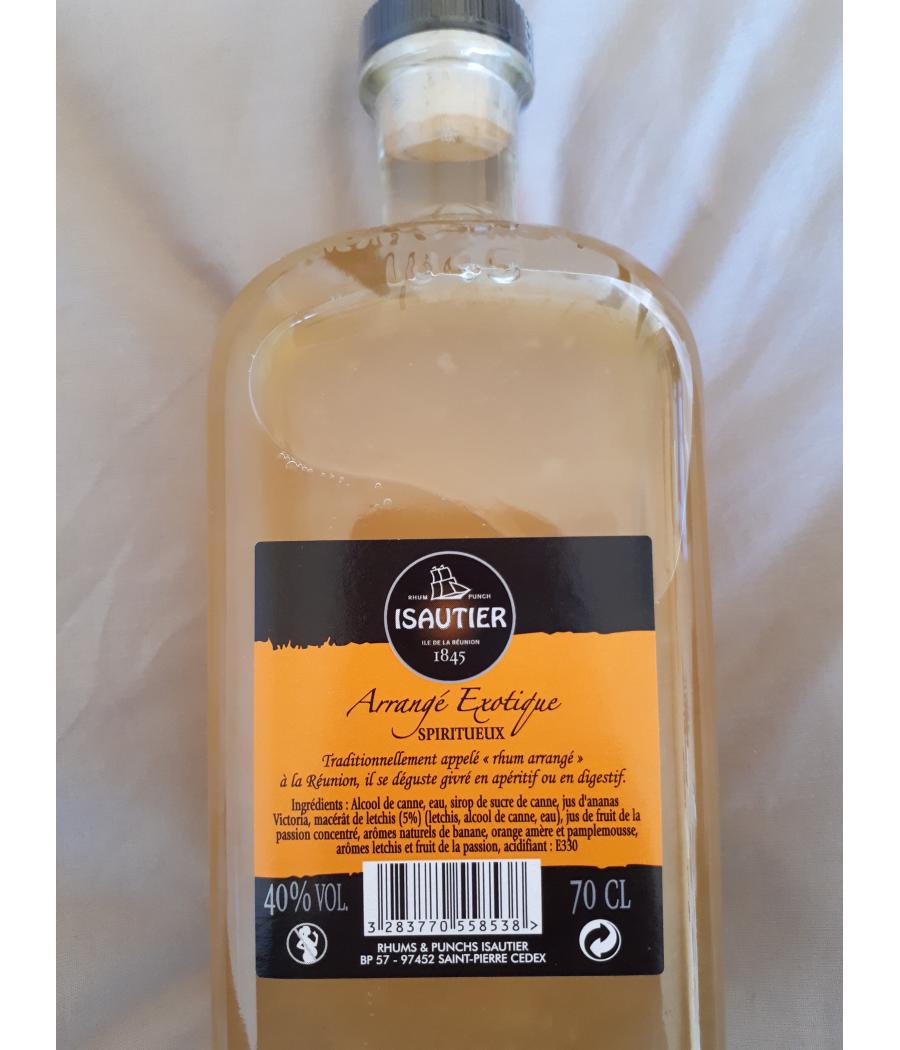 RHUM PUNCH
ISAUTIER
ILE DE LA RÉUNION
1845
Arrangé Exotique
SPIRITUEUX
Traditionnellement appelé « rhum arrangé »
à la Réunion, il se déguste givré en apéritif ou en digestif.
Ingrédients : Alcool de canne, eau, sirop de sucre de canne, jus d'ananas
Victoria, macérât de letchis (5%) (letchis, alcool de canne, eau), jus de fruit de la
passion concentré, arômes naturels de banane, orange amère et pamplemousse,
arômes letchis et fruit de la passion, acidifiant : E330
40% VOL.
70 CL
3 283770 558538 >
RHUMS & PUNCHS ISAUTIER
BP 57 - 97452 SAINT-PIERRE CEDEX